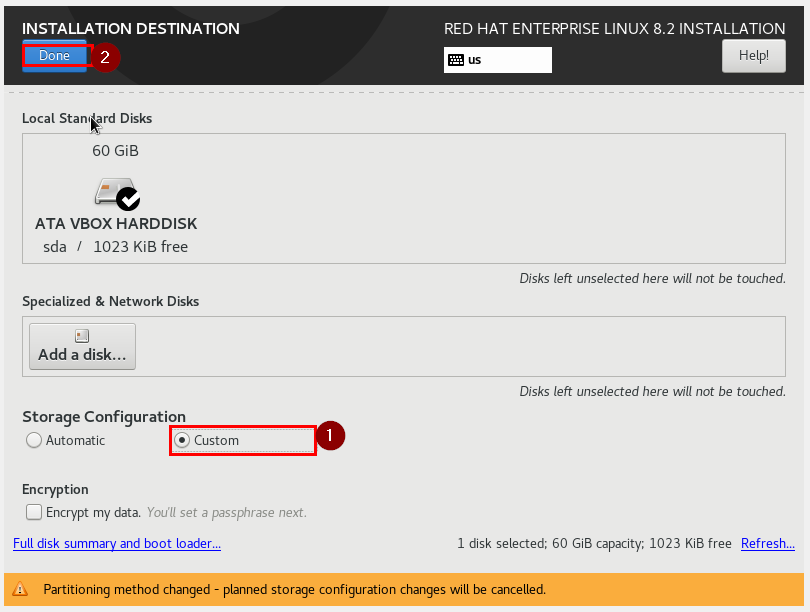 INSTALLATION DESTINATION
RED HAT ENTERPRISE LINUX 8.2 INSTALLATION
Done
2
us
Help!
Local Standard Disks
60 GiB
ATA VBOX HARDDISK
sda / 1023 KiB free
Disks left unselected here will not be touched.
Specialized & Network Disks
Add a disk...
Disks left unselected here will not be touched.
Storage Configuration
Automatic
Custom
1
Encryption
Encrypt my data. You'll set a passphrase next.
Full disk summary and boot loader...
1 disk selected; 60 GiB capacity; 1023 KiB free Refresh...
Partitioning method changed - planned storage configuration changes will be cancelled.